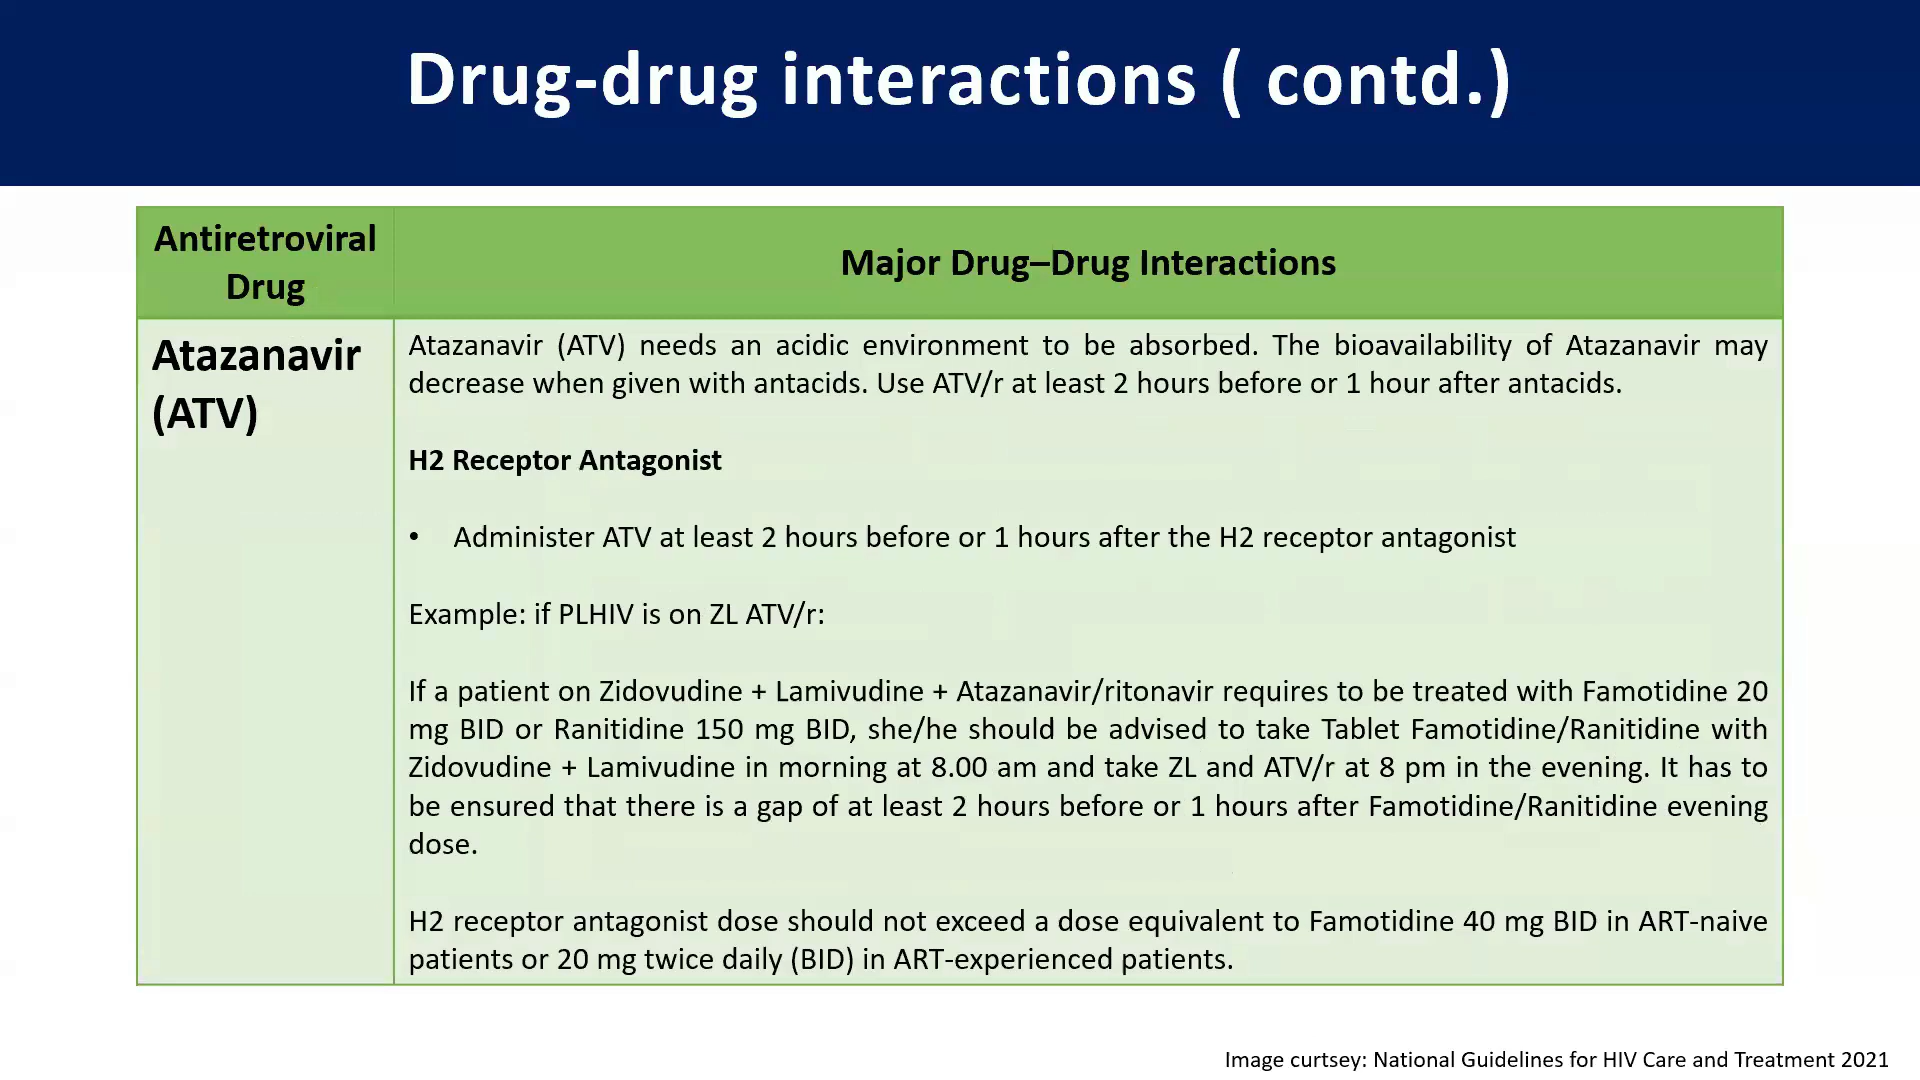 Drug-drug interactions ( contd.)
Antiretroviral
Drug
Major Drug–Drug Interactions
Atazanavir
(ATV)
Atazanavir (ATV) needs an acidic environment to be absorbed. The bioavailability of Atazanavir may
decrease when given with antacids. Use ATV/r at least 2 hours before or 1 hour after antacids.
H2 Receptor Antagonist
• Administer ATV at least 2 hours before or 1 hours after the H2 receptor antagonist
Example: if PLHIV is on ZL ATV/r:
If a patient on Zidovudine + Lamivudine + Atazanavir/ritonavir requires to be treated with Famotidine 20
mg BID or Ranitidine 150 mg BID, she/he should be advised to take Tablet Famotidine/Ranitidine with
Zidovudine + Lamivudine in morning at 8.00 am and take ZL and ATV/r at 8 pm in the evening. It has to
be ensured that there is a gap of at least 2 hours before or 1 hours after Famotidine/Ranitidine evening
dose.
H2 receptor antagonist dose should not exceed a dose equivalent to Famotidine 40 mg BID in ART-naive
patients or 20 mg twice daily (BID) in ART-experienced patients.
Image curtsey: National Guidelines for HIV Care and Treatment 2021